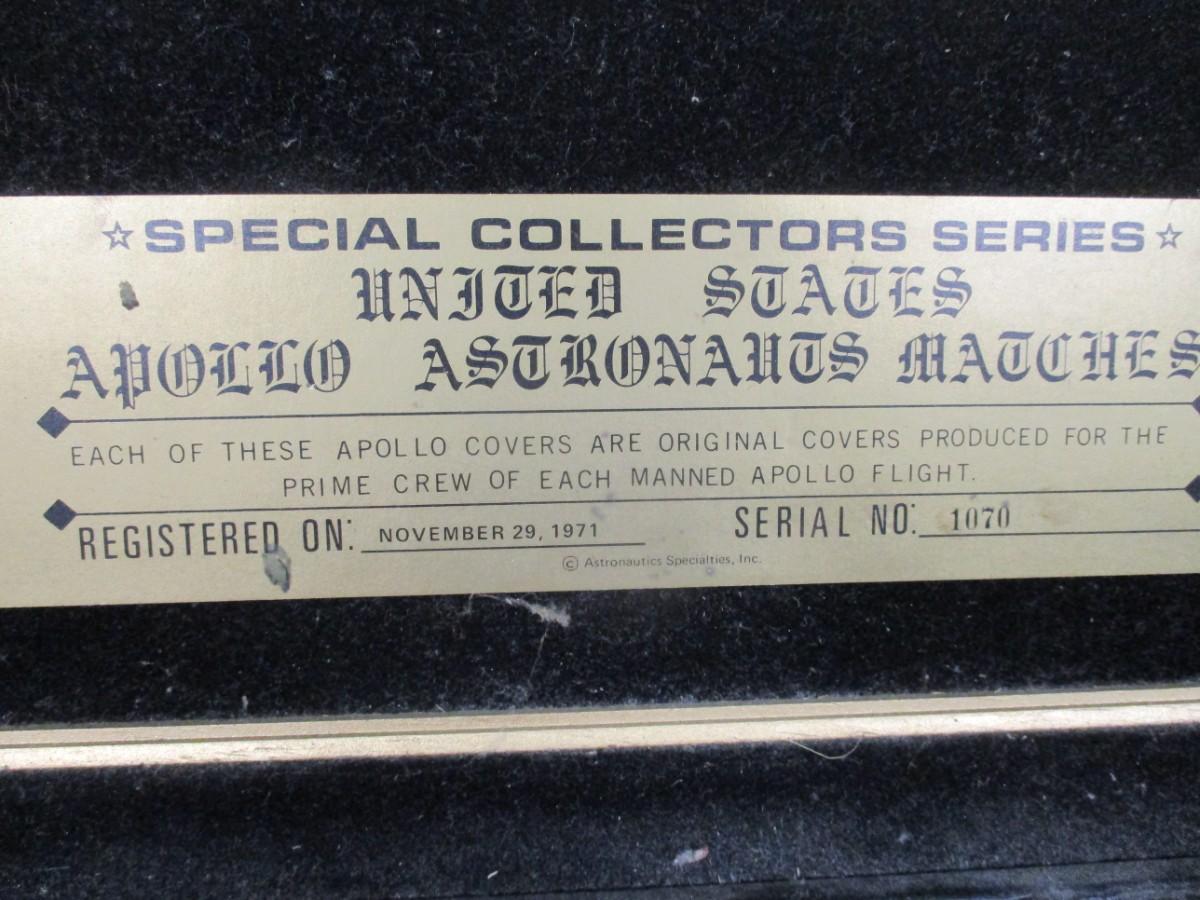 ☆SPECIAL COLLECTORS SERIES☆
UNITED STATES
APOLLO ASTRONAUTS MATCHES
EACH OF THESE APOLLO COVERS ARE ORIGINAL COVERS PRODUCED FOR THE
PRIME CREW OF EACH MANNED APOLLO FLIGHT.
REGISTERED ON: NOVEMBER 29, 1971 SERIAL NO: 1070
© Astronautics Specialties, Inc.